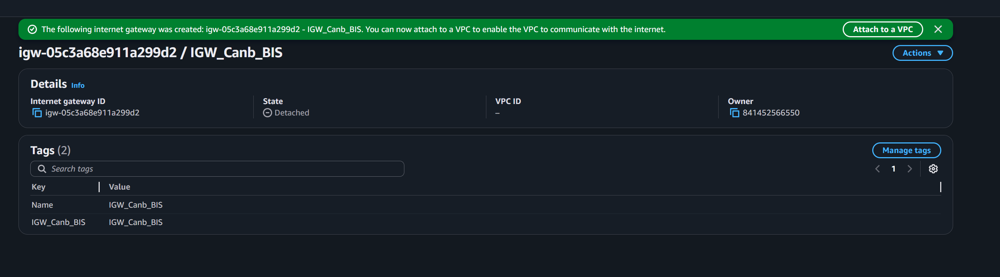 The following internet gateway was created: igw-05c3a68e911a299d2 - IGW_Canb_BIS. You can now attach to a VPC to enable the VPC to communicate with the internet. Attach to a VPC
igw-05c3a68e911a299d2 / IGW_Canb_BIS
Actions
Details Info
Internet gateway ID
igw-05c3a68e911a299d2
State
Detached
VPC ID
–
Owner
841452566550
Tags (2)
Manage tags
Search tags
1
Key Value
Name IGW_Canb_BIS
IGW_Canb_BIS IGW_Canb_BIS